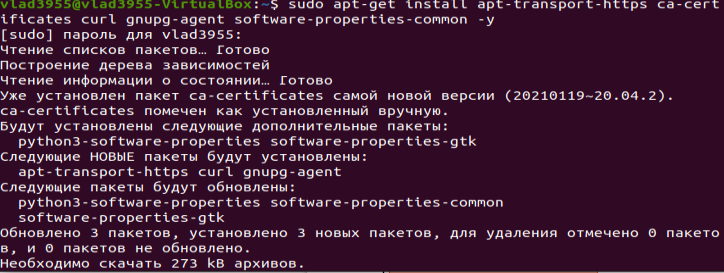 vlad3955@vlad3955-VirtualBox:~$ sudo apt-get install apt-transport-https ca-cert
ificates curl gnupg-agent software-properties-common -y
[sudo] пароль для vlad3955:
Чтение списков пакетов… Готово
Построение дерева зависимостей
Чтение информации о состоянии… Готово
Уже установлен пакет ca-certificates самой новой версии (20210119~20.04.2).
ca-certificates помечен как установленный вручную.
Будут установлены следующие дополнительные пакеты:
python3-software-properties software-properties-gtk
Следующие НОВЫЕ пакеты будут установлены:
apt-transport-https curl gnupg-agent
Следующие пакеты будут обновлены:
python3-software-properties software-properties-common
software-properties-gtk
Обновлено 3 пакетов, установлено 3 новых пакетов, для удаления отмечено 0 пакето
в, и 0 пакетов не обновлено.
Необходимо скачать 273 kB архивов.